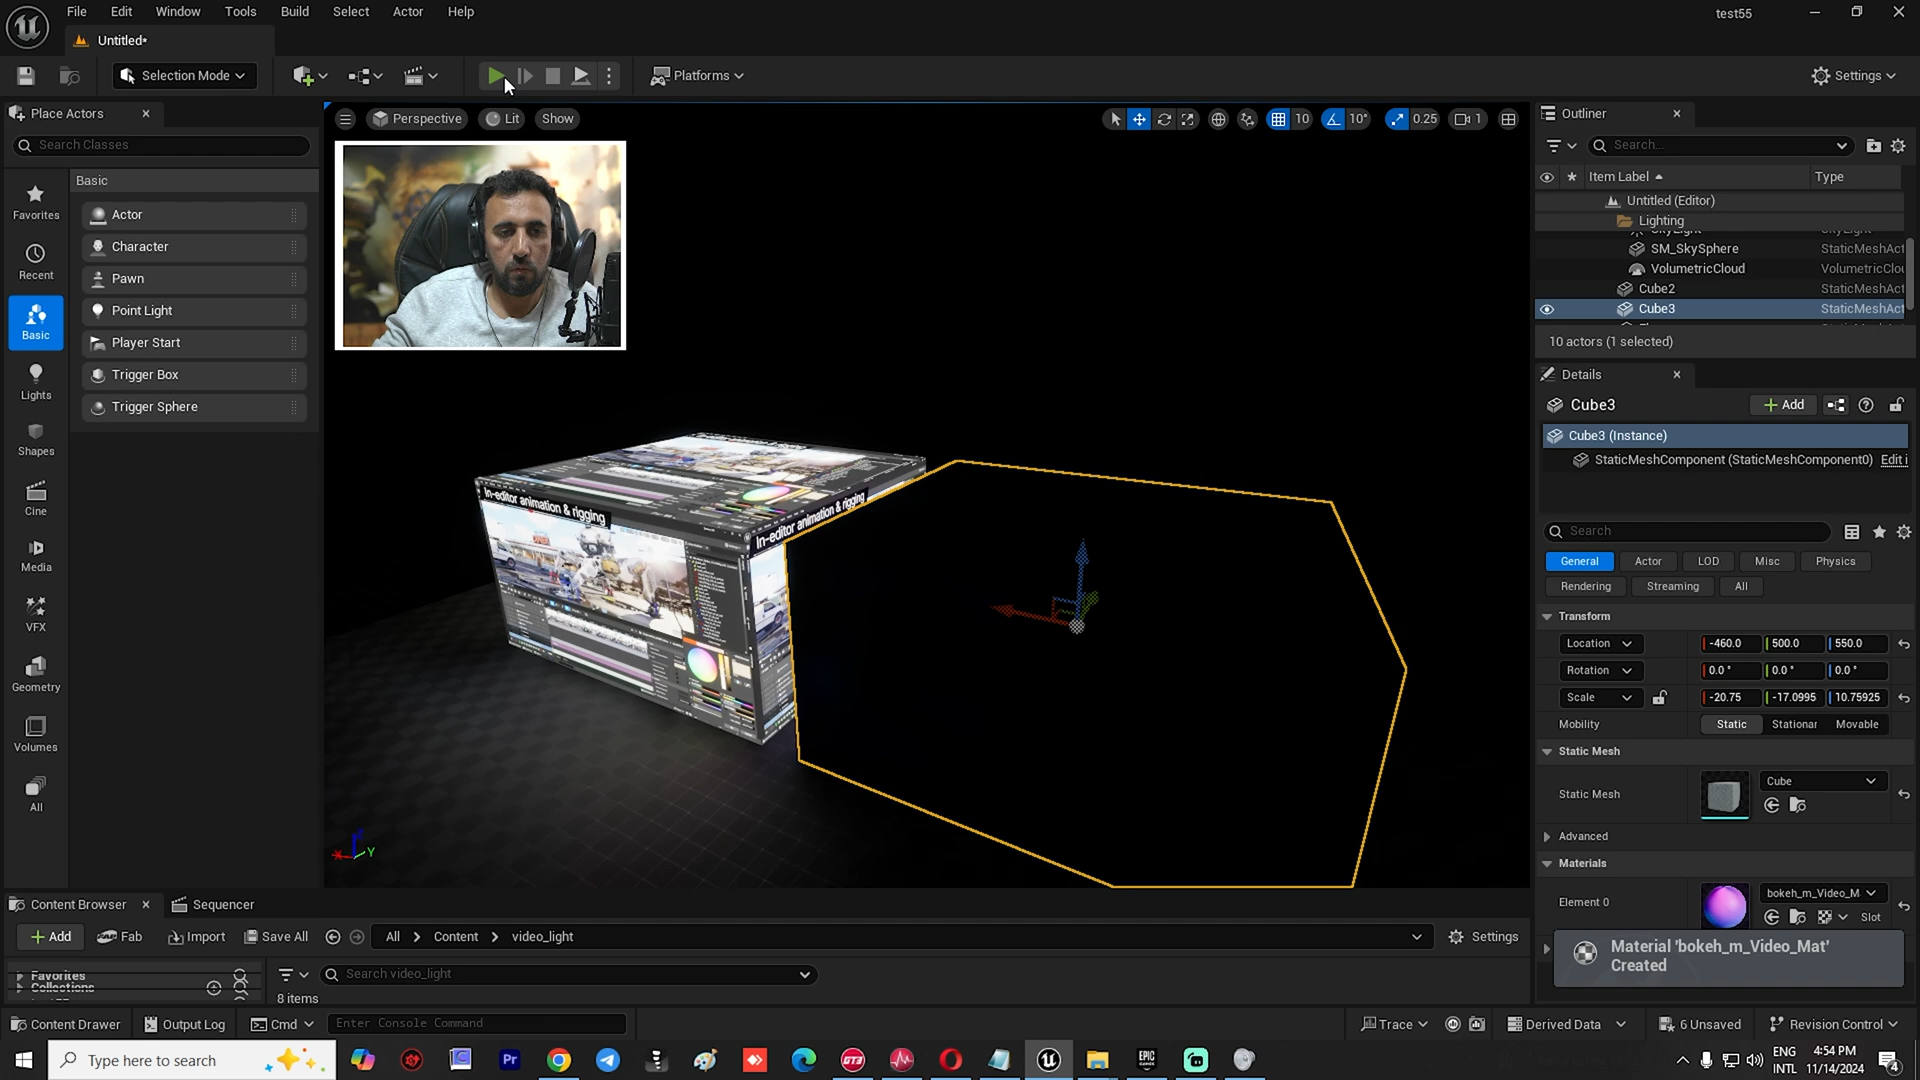 File Edit Window Tools Build Select Actor Help
test55
Untitled*
Selection Mode
Platforms
Settings
Place Actors
Search Classes
Favorites
Recent
Basic
Lights
Shapes
Cine
Media
VFX
Geometry
Volumes
All
Basic
Actor
Character
Pawn
Point Light
Player Start
Trigger Box
Trigger Sphere
Perspective Lit Show
10 10° 0.25 1
In-editor animation & rigging
In-editor animation & rigging
X Z Y
Outliner
Search...
Item Label Type
Untitled (Editor)
Lighting
SkyLight SkyLight
SM_SkySphere StaticMeshAct
VolumetricCloud VolumetricClou
Cube2 StaticMeshAct
Cube3 StaticMeshAct
10 actors (1 selected)
Details
Cube3 Add
Cube3 (Instance)
StaticMeshComponent (StaticMeshComponent0) Edit i
Search
General Actor LOD Misc Physics
Rendering Streaming All
Transform
Location -460.0 500.0 550.0
Rotation 0.0 ° 0.0 ° 0.0 °
Scale -20.75 -17.0995 10.75925
Mobility Static Stationar Movable
Static Mesh
Static Mesh Cube
Advanced
Materials
Element 0 bokeh_m_Video_M
Slot
Material 'bokeh_m_Video_Mat'
Created
Content Browser Sequencer
Add Fab Import Save All All Content video_light Settings
Favorites
Collections
Search video_light
8 items
Content Drawer Output Log Cmd Enter Console Command Trace Derived Data 6 Unsaved Revision Control
Type here to search
Pr
GT3
EPIC
ENG
INTL
4:54 PM
11/14/2024
4